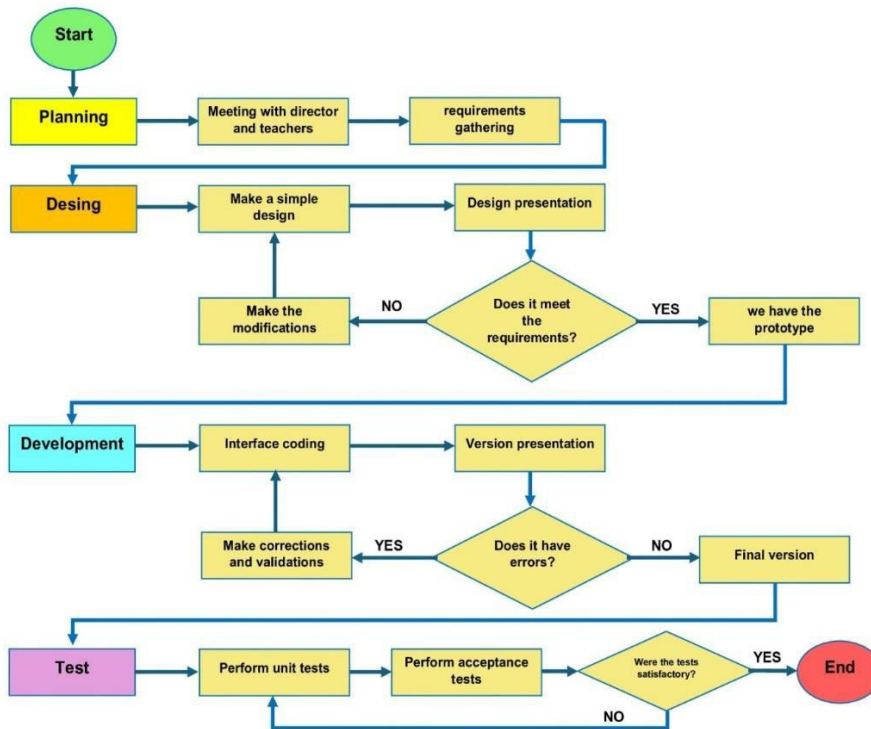 Start
Planning
Meeting with director
and teachers
requirements
gathering
Desing
Make a simple
design
Design presentation
Make the
modifications
NO
Does it meet
the
requirements?
YES
we have the
prototype
Development
Interface coding
Version presentation
Make corrections
and validations
YES
Does it have
errors?
NO
Final version
Test
Perform unit tests
Perform acceptance
tests
Were the tests
satisfactory?
YES
End
NO